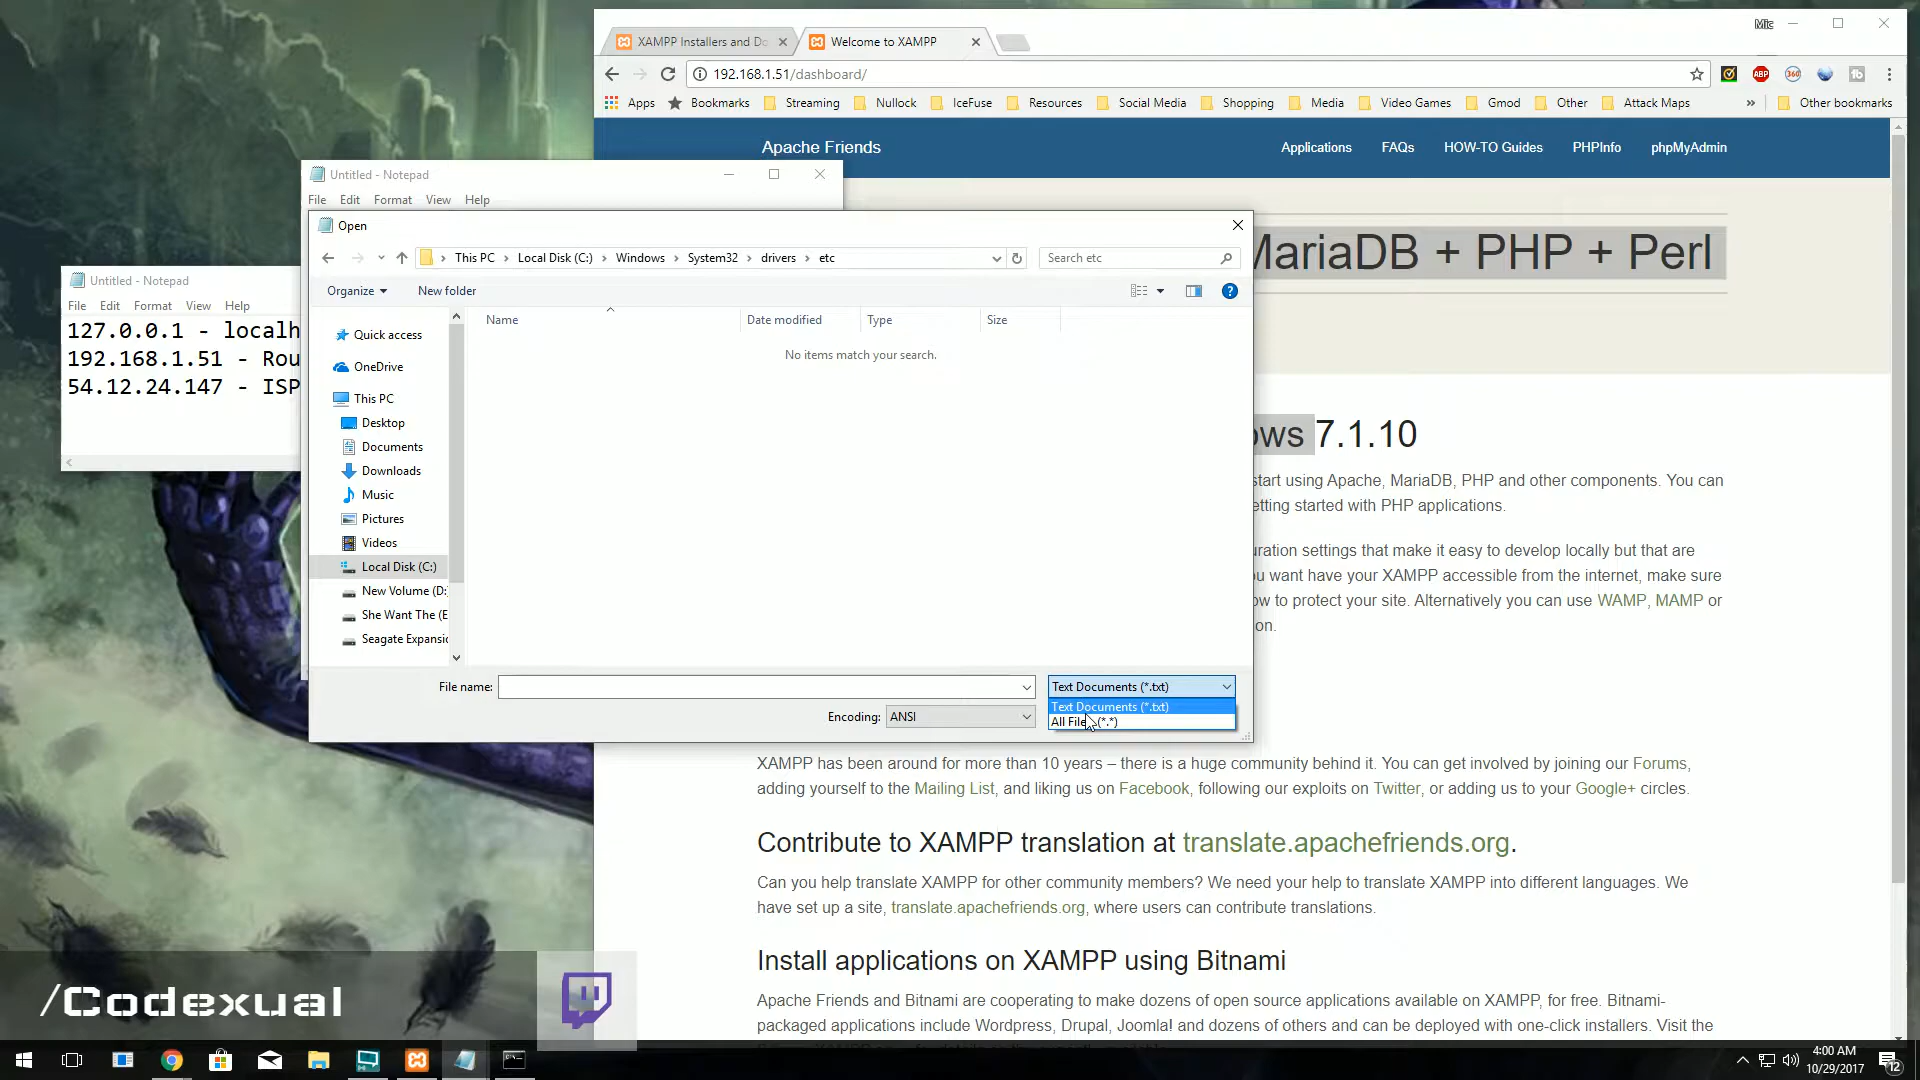 Mic
XAMPP Installers and Do
Welcome to XAMPP
192.168.1.51/dashboard/
Apps
Bookmarks
Streaming
Nullock
IceFuse
Resources
Social Media
Shopping
Media
Video Games
Gmod
Other
Attack Maps
»
Other bookmarks
Apache Friends
Applications
FAQs
HOW-TO Guides
PHPInfo
phpMyAdmin
Untitled - Notepad
File Edit Format View Help
Open
This PC › Local Disk (C:) › Windows › System32 › drivers › etc
Search etc
MariaDB + PHP + Perl
Untitled - Notepad
File Edit Format View Help
127.0.0.1 - localh
192.168.1.51 - Rou
54.12.24.147 - ISP
Organize
New folder
Name
Date modified
Type
Size
No items match your search.
Quick access
OneDrive
This PC
Desktop
Documents
Downloads
Music
Pictures
Videos
Local Disk (C:)
New Volume (D:
She Want The (E
Seagate Expansi
ows 7.1.10
start using Apache, MariaDB, PHP and other components. You can
etting started with PHP applications.
uration settings that make it easy to develop locally but that are
ou want have your XAMPP accessible from the internet, make sure
ow to protect your site. Alternatively you can use WAMP, MAMP or
on.
File name:
Text Documents (*.txt)
Text Documents (*.txt)
All File (*.*)
Encoding:
ANSI
XAMPP has been around for more than 10 years – there is a huge community behind it. You can get involved by joining our Forums,
adding yourself to the Mailing List, and liking us on Facebook, following our exploits on Twitter, or adding us to your Google+ circles.
Contribute to XAMPP translation at translate.apachefriends.org.
Can you help translate XAMPP for other community members? We need your help to translate XAMPP into different languages. We
have set up a site, translate.apachefriends.org, where users can contribute translations.
Install applications on XAMPP using Bitnami
Apache Friends and Bitnami are cooperating to make dozens of open source applications available on XAMPP, for free. Bitnami-
packaged applications include Wordpress, Drupal, Joomla! and dozens of others and can be deployed with one-click installers. Visit the
/Codexual
4:00 AM
10/29/2017
12